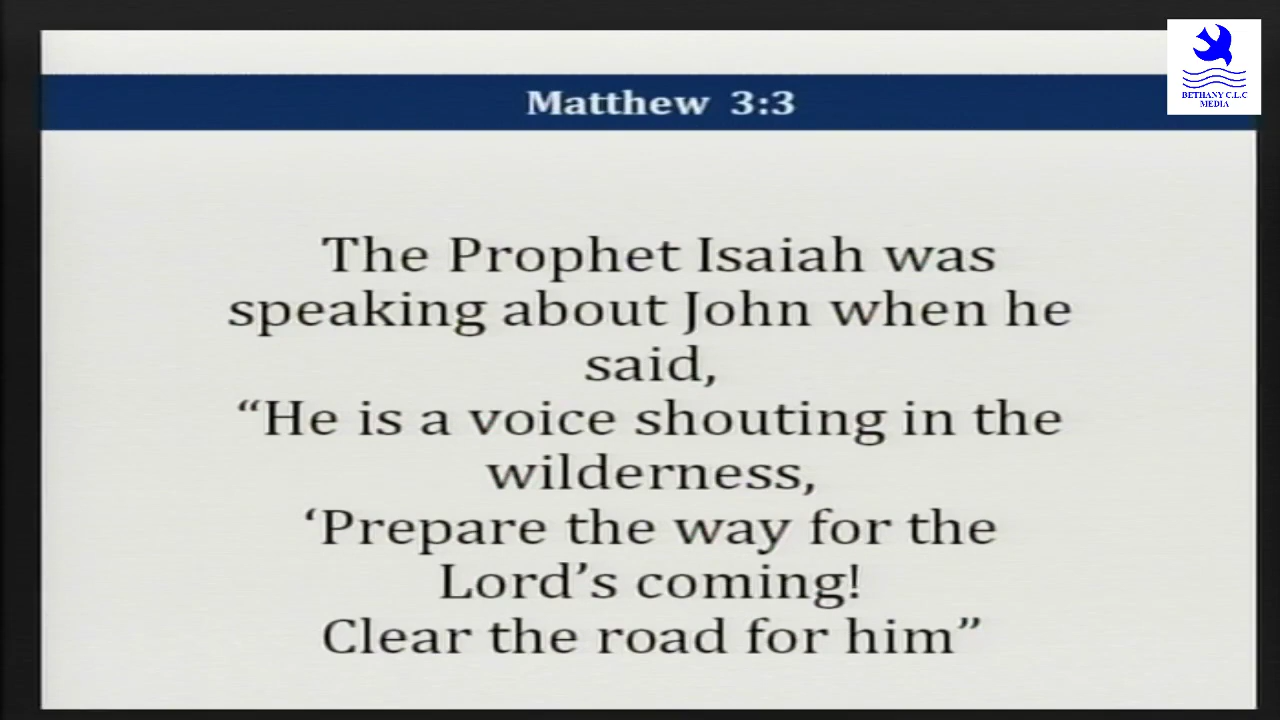 BETHANY C.L.C
MEDIA
Matthew 3:3
The Prophet Isaiah was
speaking about John when he
said,
“He is a voice shouting in the
wilderness,
‘Prepare the way for the
Lord’s coming!
Clear the road for him”